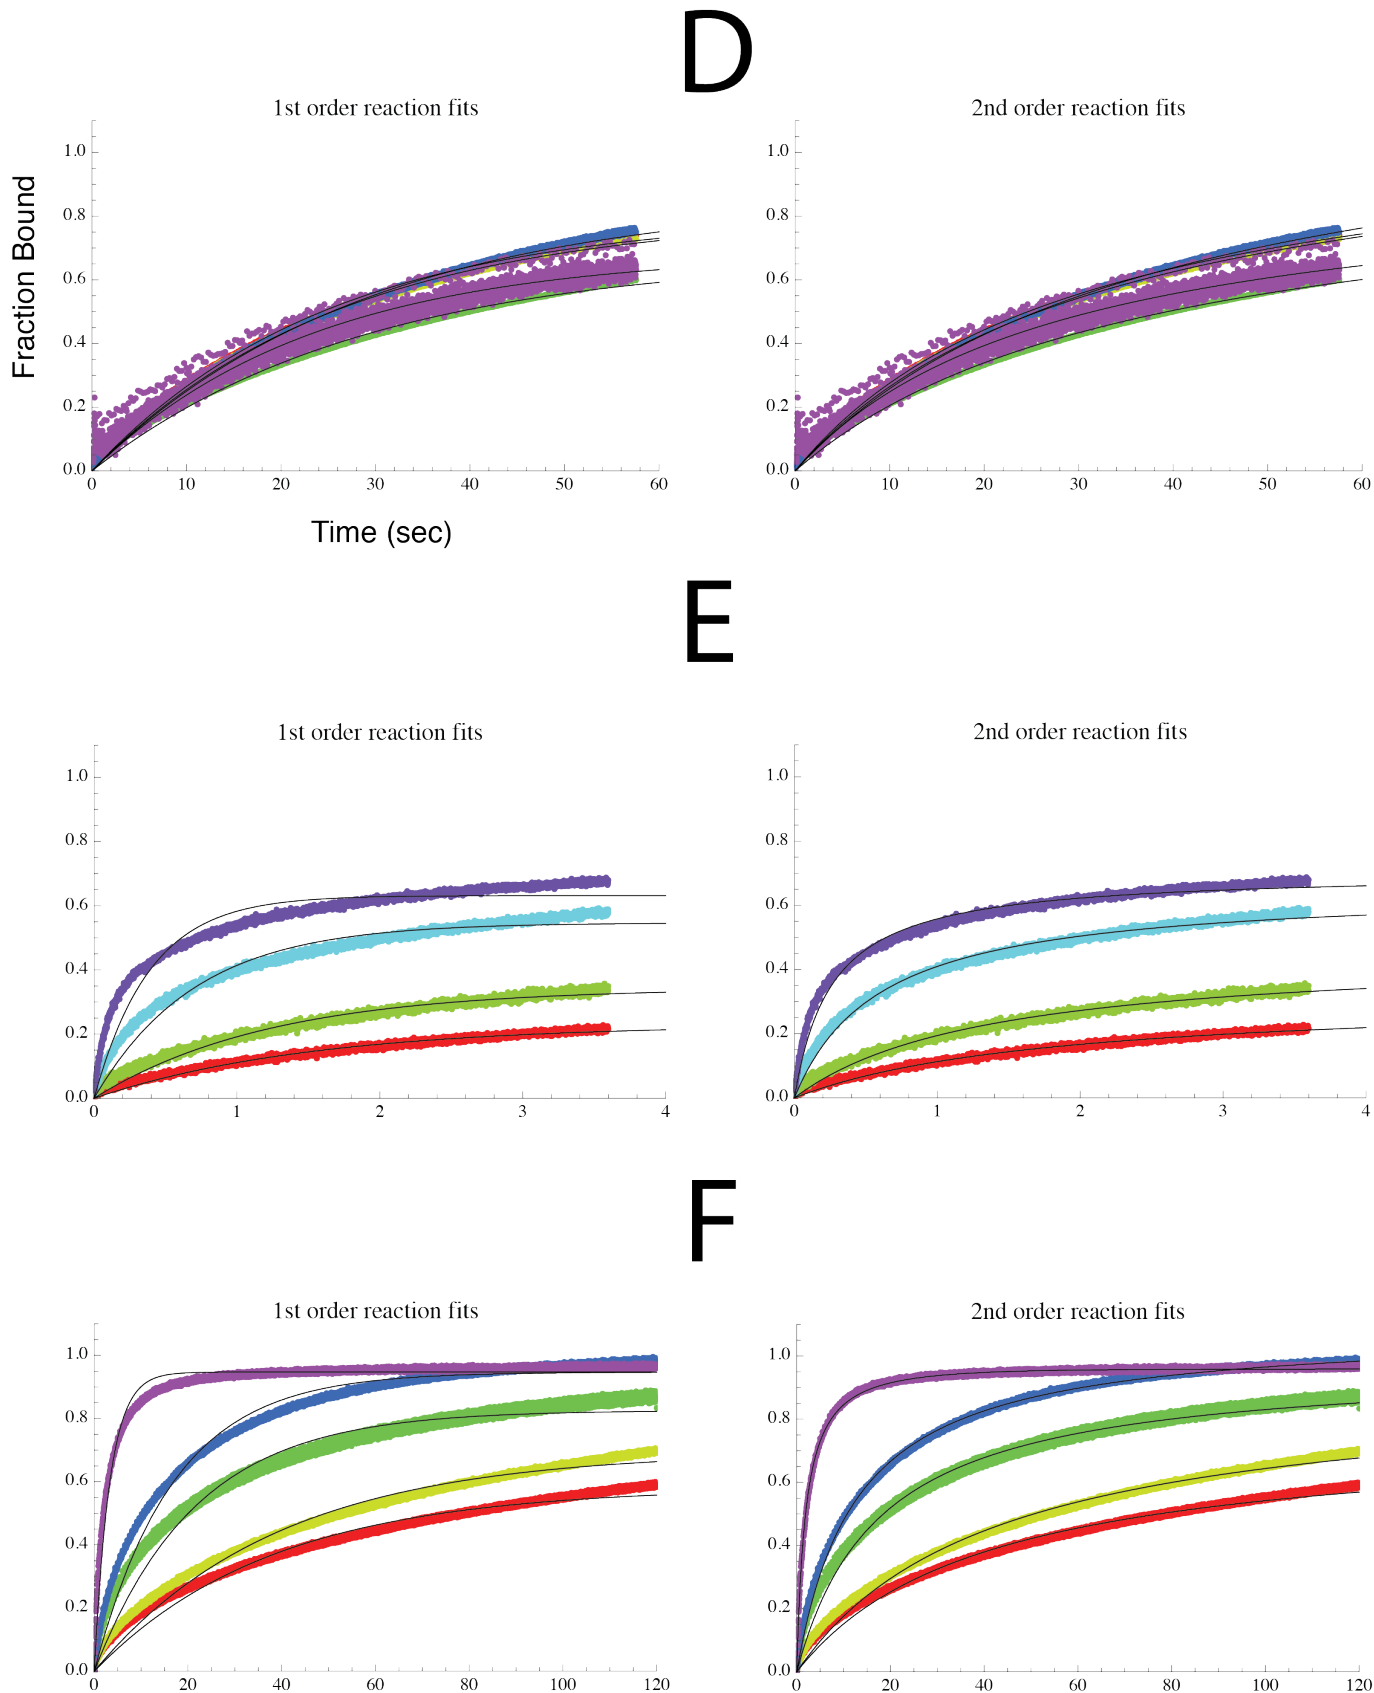 D
1st order reaction fits
2nd order reaction fits
Fraction Bound
1.0
0.8
0.6
0.4
0.2
0.0
0 10 20 30 40 50 60
1.0
0.8
0.6
0.4
0.2
0.0
0 10 20 30 40 50 60
Time (sec)
E
1st order reaction fits
2nd order reaction fits
1.0
0.8
0.6
0.4
0.2
0.0
0 1 2 3 4
1.0
0.8
0.6
0.4
0.2
0.0
0 1 2 3 4
F
1st order reaction fits
2nd order reaction fits
1.0
0.8
0.6
0.4
0.2
0.0
0 20 40 60 80 100 120
1.0
0.8
0.6
0.4
0.2
0.0
0 20 40 60 80 100 120